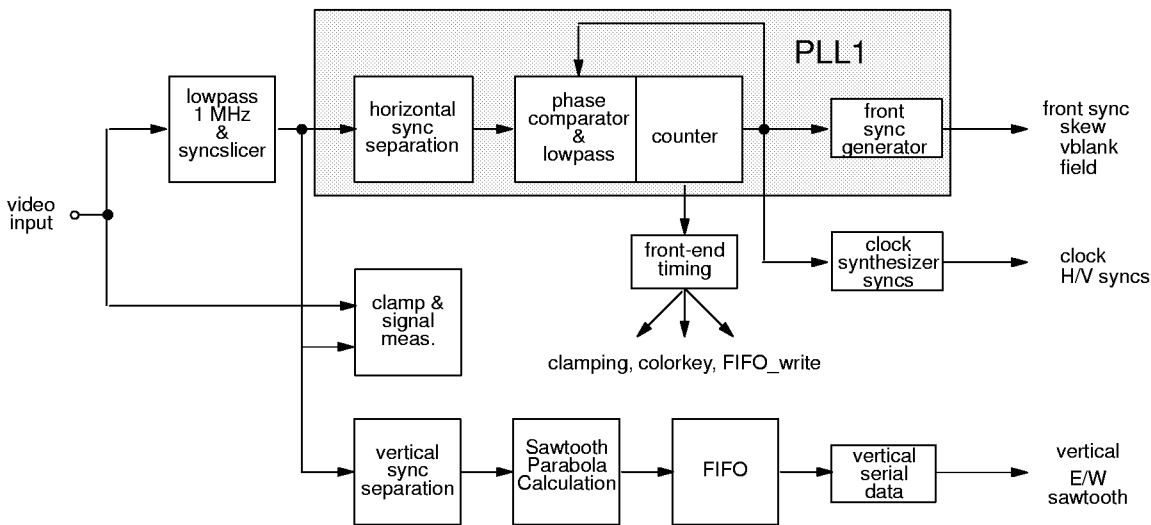 PLL1
lowpass
1 MHz
&
syncslicer
horizontal
sync
separation
phase
comparator
&
lowpass
counter
front
sync
generator
front sync
skew
vblank
field
video
input
front-end
timing
clock
synthesizer
syncs
clock
H/V syncs
clamp &
signal
meas.
clamping, colorkey, FIFO_write
vertical
sync
separation
Sawtooth
Parabola
Calculation
FIFO
vertical
serial
data
vertical
E/W
sawtooth